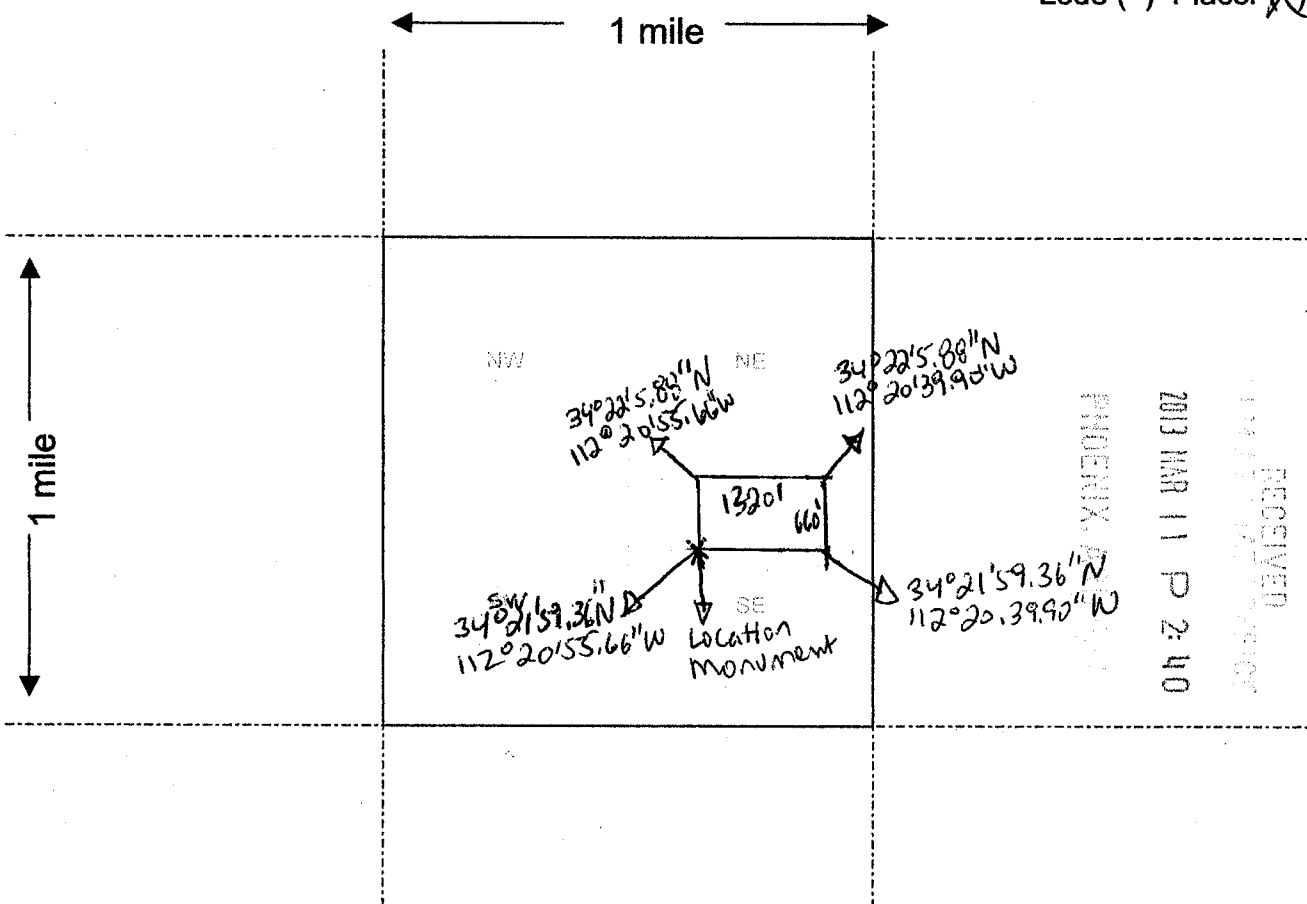 Lode ( ) Placer
1 mile
1 mile
NW
NE
34°22'5.88"N
112°20'55.66"W
34°22'5.88"N
112°20'39.90"W
1320'
660'
SW
34°21'59.36"N
112°20'55.66"W
SE
Location
Monument
34°21'59.36"N
112°20.39.90"W
RECEIVED
2013 MAR 11 P 2:40
PHOENIX,